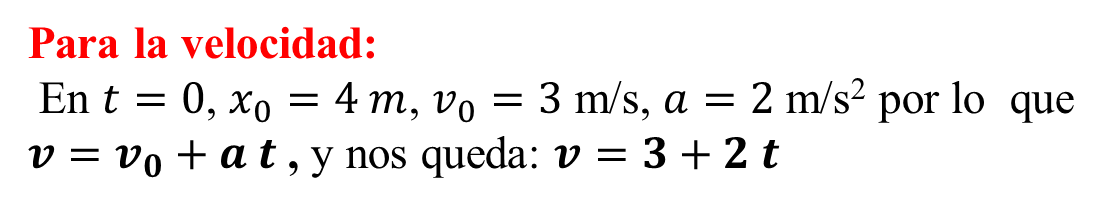 Para la velocidad:
En t = 0, x₀ = 4 m, v₀ = 3 m/s, a = 2 m/s² por lo que
v = v₀ + a t , y nos queda: v = 3 + 2 t